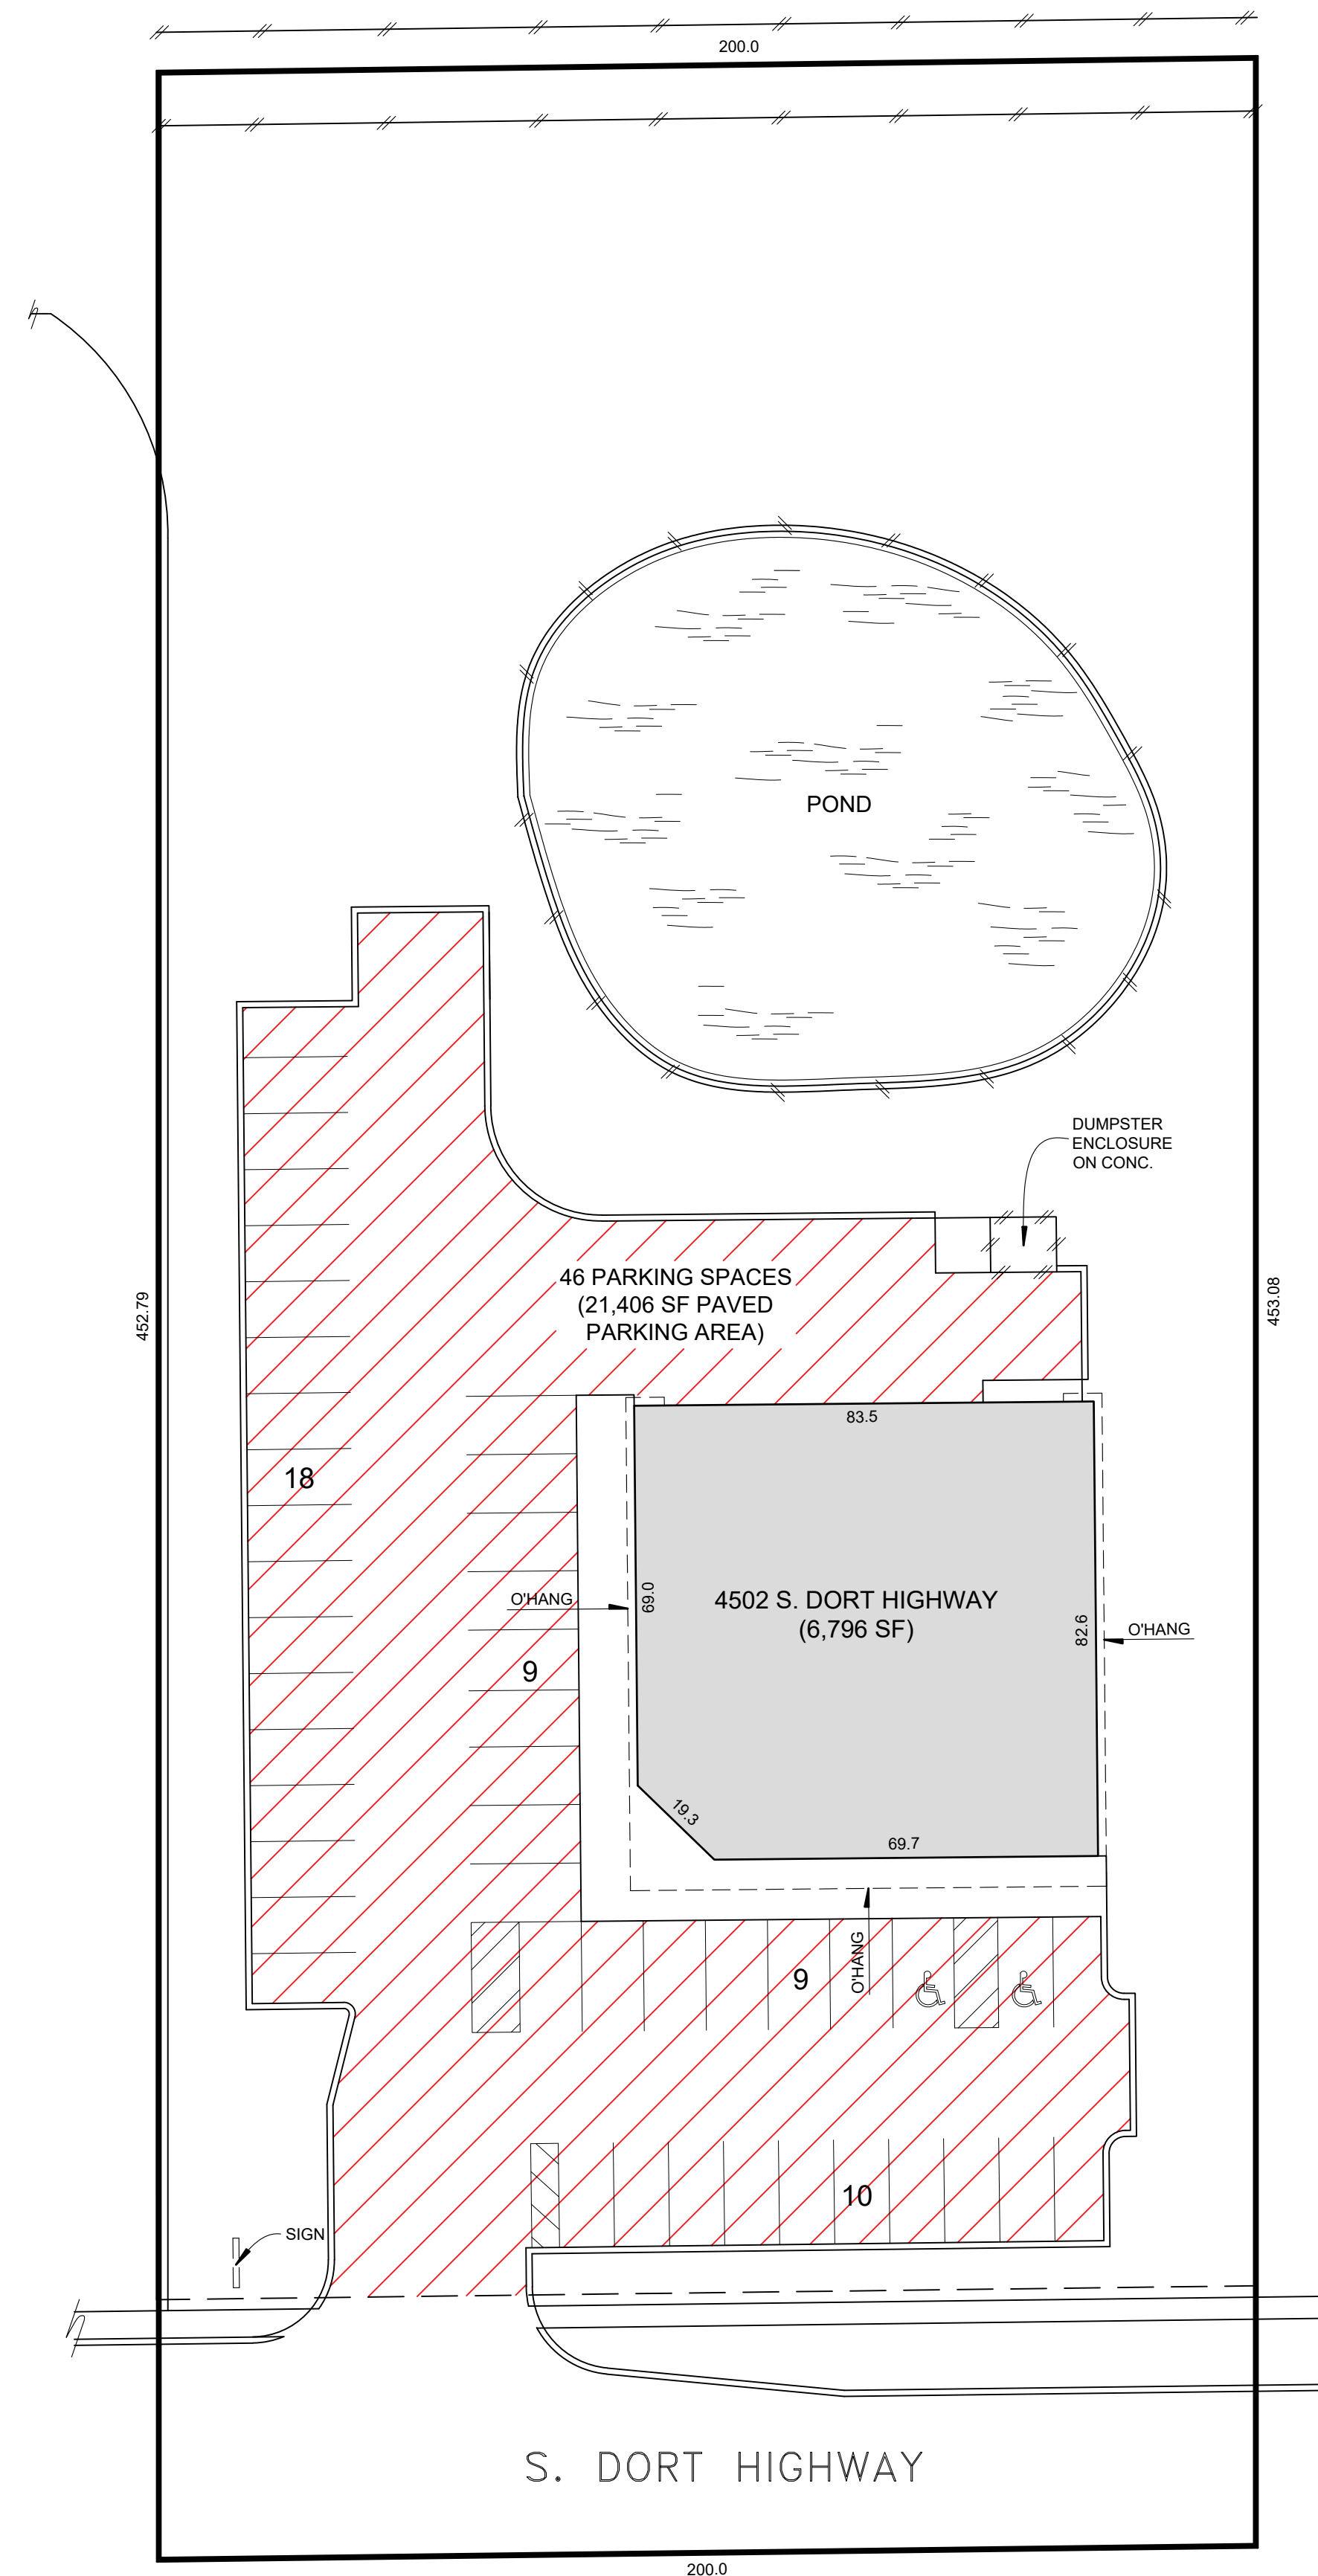 200.0
POND
DUMPSTER
ENCLOSURE
ON CONC.
46 PARKING SPACES
(21,406 SF PAVED
PARKING AREA)
452.79
453.08
83.5
18
O'HANG
69.0
4502 S. DORT HIGHWAY
(6,796 SF)
82.6
O'HANG
9
19.3
69.7
O'HANG
9
10
SIGN
S. DORT HIGHWAY
200.0